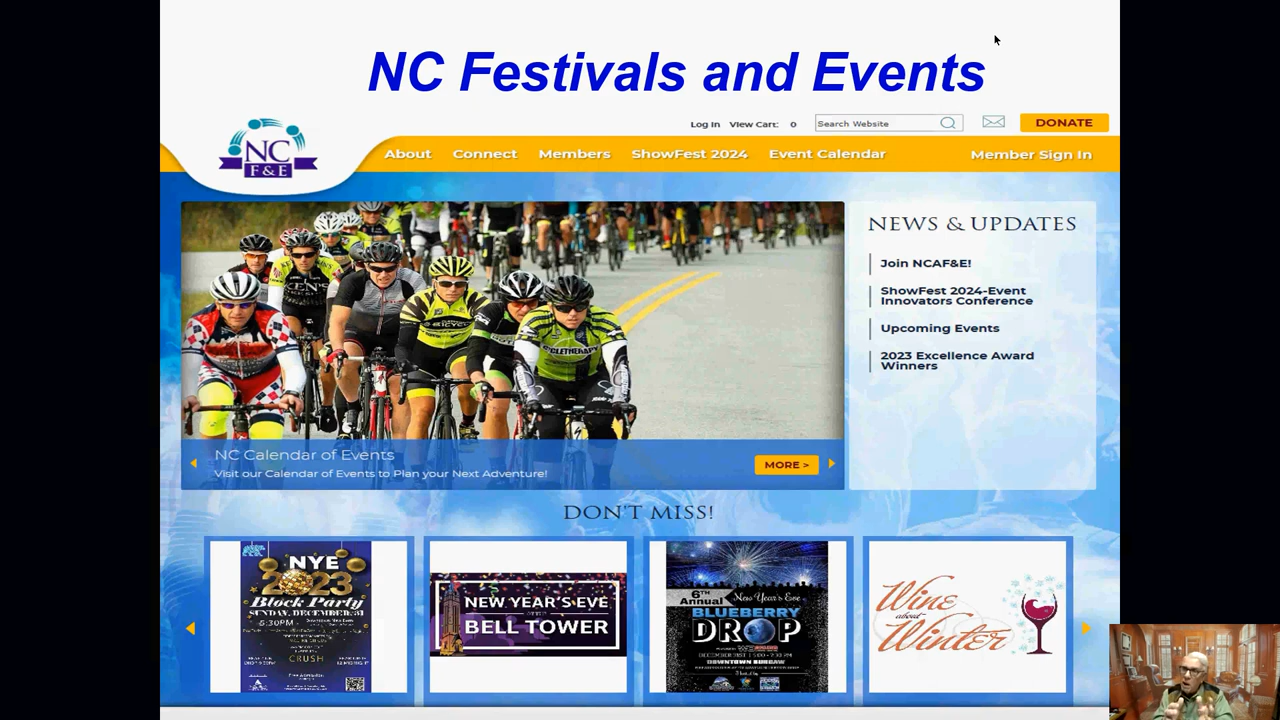 NC Festivals and Events
Log In View Cart: 0 Search Website DONATE
NC
F&E
About Connect Members ShowFest 2024 Event Calendar Member Sign In
NEWS & UPDATES
Join NCAF&E!
ShowFest 2024-Event
Innovators Conference
Upcoming Events
2023 Excellence Award
Winners
NC Calendar of Events
Visit our Calendar of Events to Plan your Next Adventure!
MORE >
DON'T MISS!
NYE
2023
Block Party
SUNDAY, DECEMBER 31
CRUSH
NEW YEAR'S EVE
BELL TOWER
6TH
Annual
New Year's Eve
BLUEBERRY
DROP
DOWNTOWN BURGAW
Wine
about
Winter